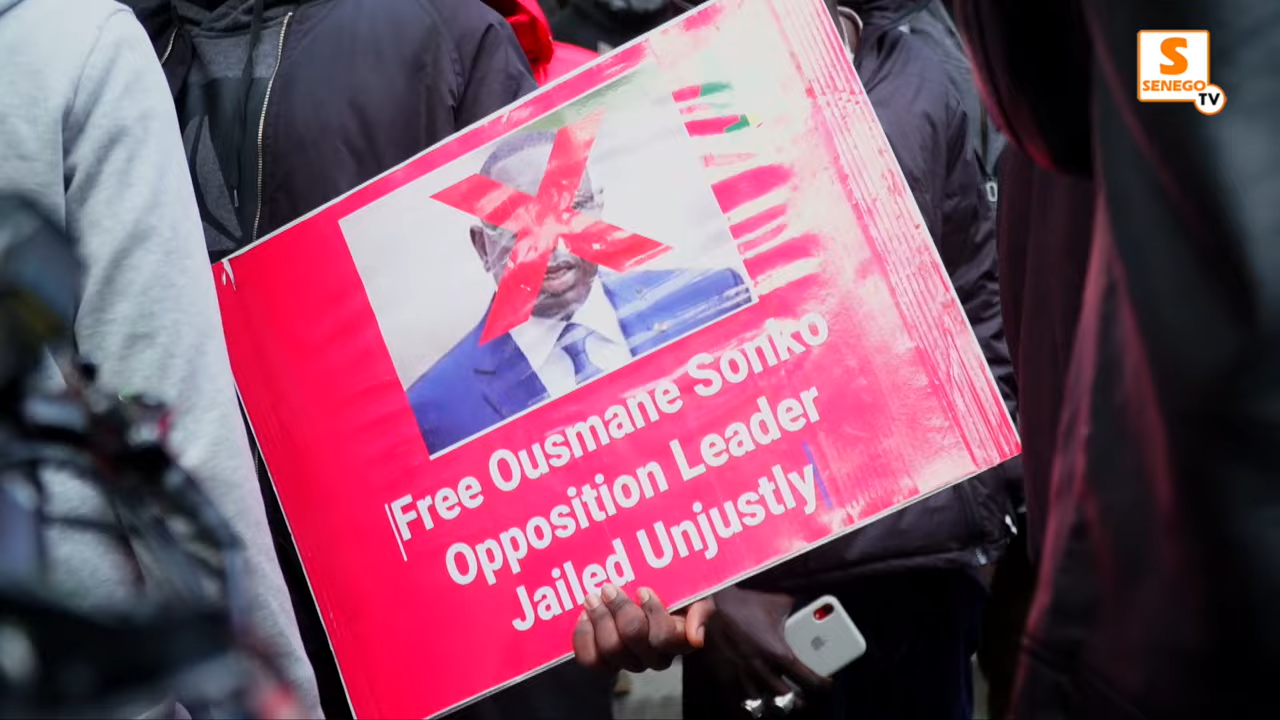 S
SENEGO
TV
Free Ousmane Sonko
Opposition Leader
Jailed Unjustly